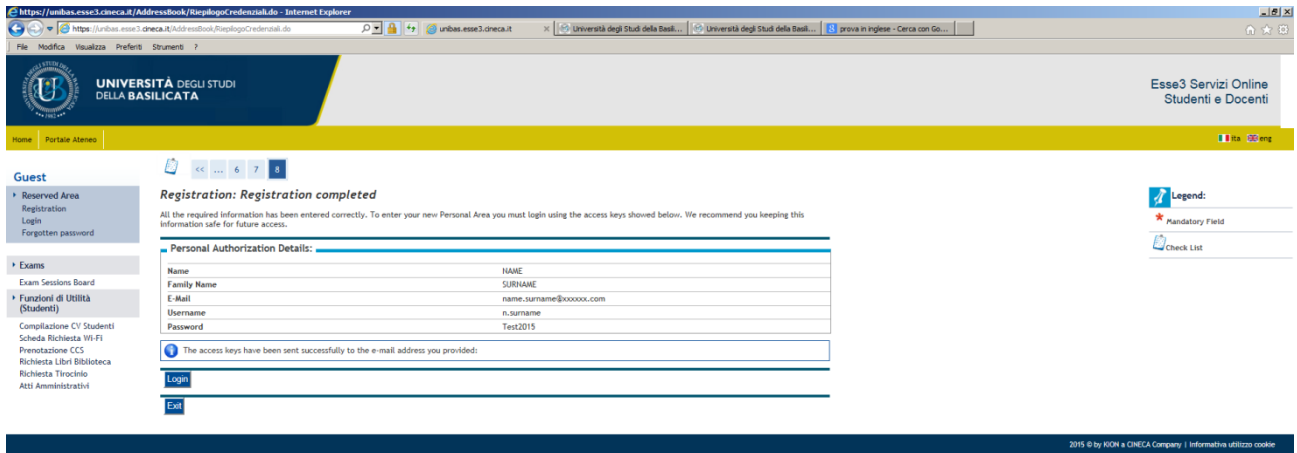 https://unibas.esse3.cineca.it/AddressBook/RiepilogoCredenziali.do - Internet Explorer
https://unibas.esse3.cineca.it/AddressBook/RiepilogoCredenziali.do
unibas.esse3.cineca.it
Università degli Studi della Basil...
Università degli Studi della Basil...
prova in inglese - Cerca con Go...
File Modifica Visualizza Preferiti Strumenti ?
UNIVERSITÀ DEGLI STUDI
DELLA BASILICATA
Esse3 Servizi Online
Studenti e Docenti
Home Portale Ateneo
ita eng
<< ... 6 7 8
Guest
Reserved Area
Registration
Login
Forgotten password
Exams
Exam Sessions Board
Funzioni di Utilità
(Studenti)
Compilazione CV Studenti
Scheda Richiesta Wi-Fi
Prenotazione CCS
Richiesta Libri Biblioteca
Richiesta Tirocinio
Atti Amministrativi
Registration: Registration completed
All the required information has been entered correctly. To enter your new Personal Area you must login using the access keys showed below. We recommend you keeping this
information safe for future access.
Personal Authorization Details:
Name NAME
Family Name SURNAME
E-Mail name.surname@xxxxxx.com
Username n.surname
Password Test2015
The access keys have been sent successfully to the e-mail address you provided:
Login
Exit
Legend:
* Mandatory Field
Check List
2015 © by KION a CINECA Company | Informativa utilizzo cookie